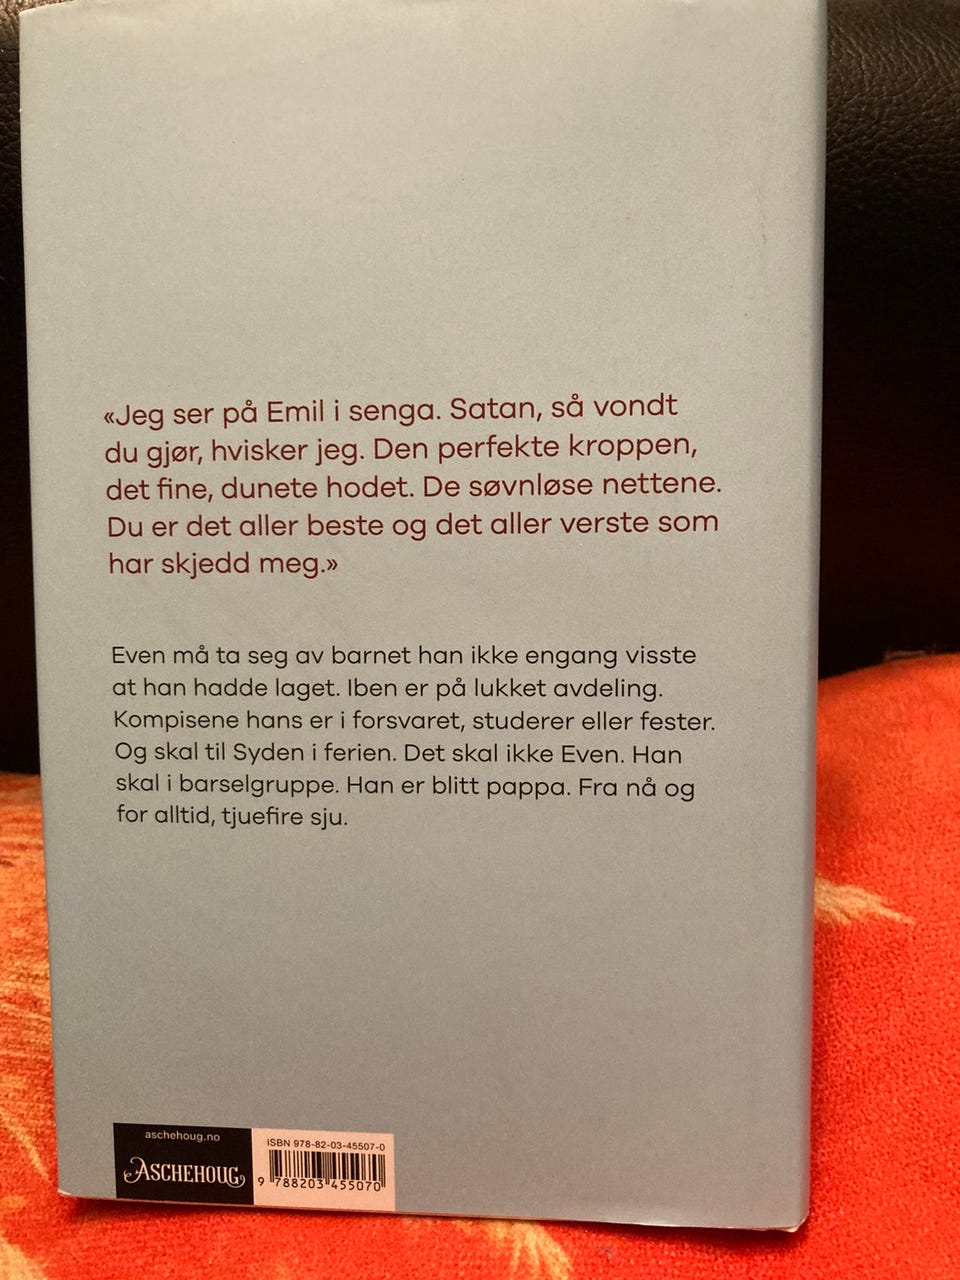 «Jeg ser på Emil i senga. Satan, så vondt
du gjør, hvisker jeg. Den perfekte kroppen,
det fine, dunete hodet. De søvnløse nettene.
Du er det aller beste og det aller verste som
har skjedd meg.»
Even må ta seg av barnet han ikke engang visste
at han hadde laget. Iben er på lukket avdeling.
Kompisene hans er i forsvaret, studerer eller fester.
Og skal til Syden i ferien. Det skal ikke Even. Han
skal i barselgruppe. Han er blitt pappa. Fra nå og
for alltid, tjuefire sju.
aschehoug.no
ASCHEHOUG
ISBN 978-82-03-45507-0
9 788203 455070